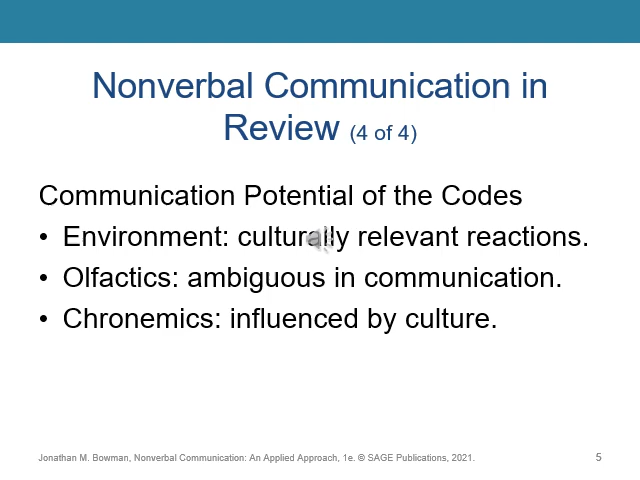 Nonverbal Communication in
Review (4 of 4)
Communication Potential of the Codes
• Environment: culturally relevant reactions.
• Olfactics: ambiguous in communication.
• Chronemics: influenced by culture.
Jonathan M. Bowman, Nonverbal Communication: An Applied Approach, 1e. © SAGE Publications, 2021.
5